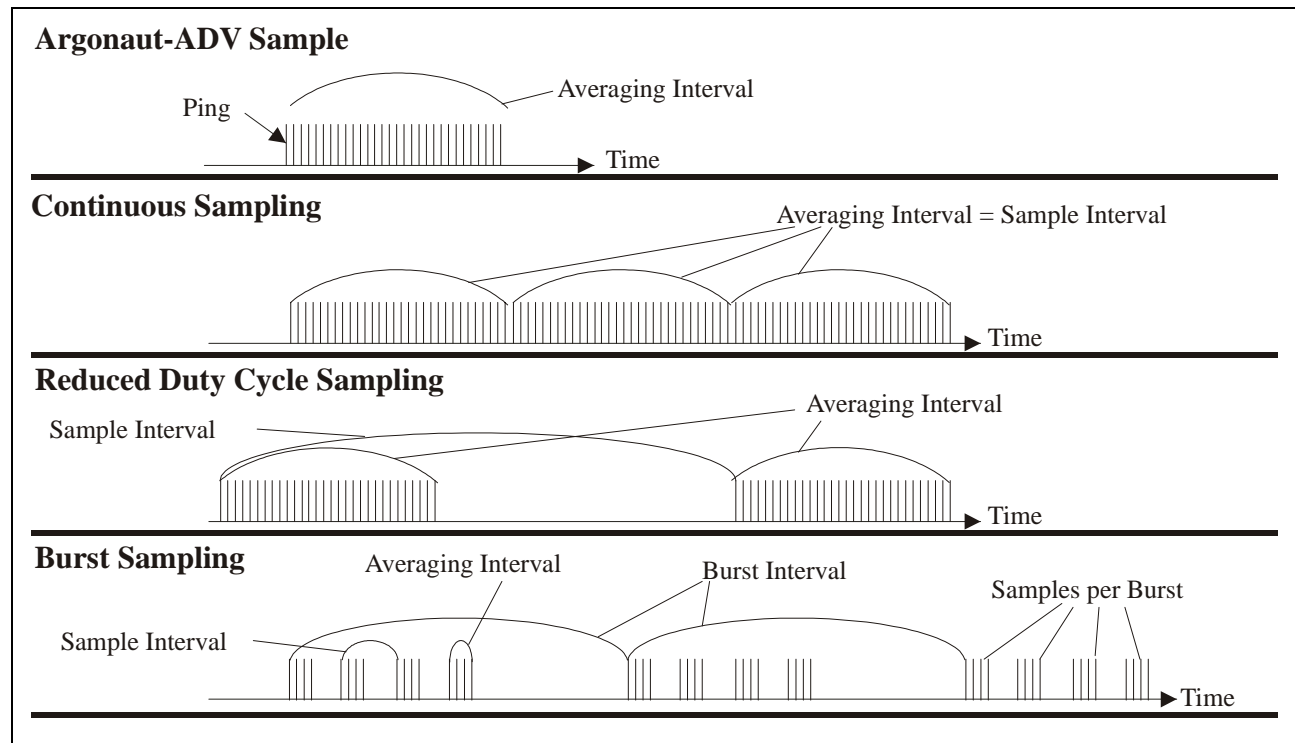 Argonaut-ADV Sample
Averaging Interval
Ping
Time
Continuous Sampling
Averaging Interval = Sample Interval
Time
Reduced Duty Cycle Sampling
Averaging Interval
Sample Interval
Time
Burst Sampling
Averaging Interval
Burst Interval
Samples per Burst
Sample Interval
Time